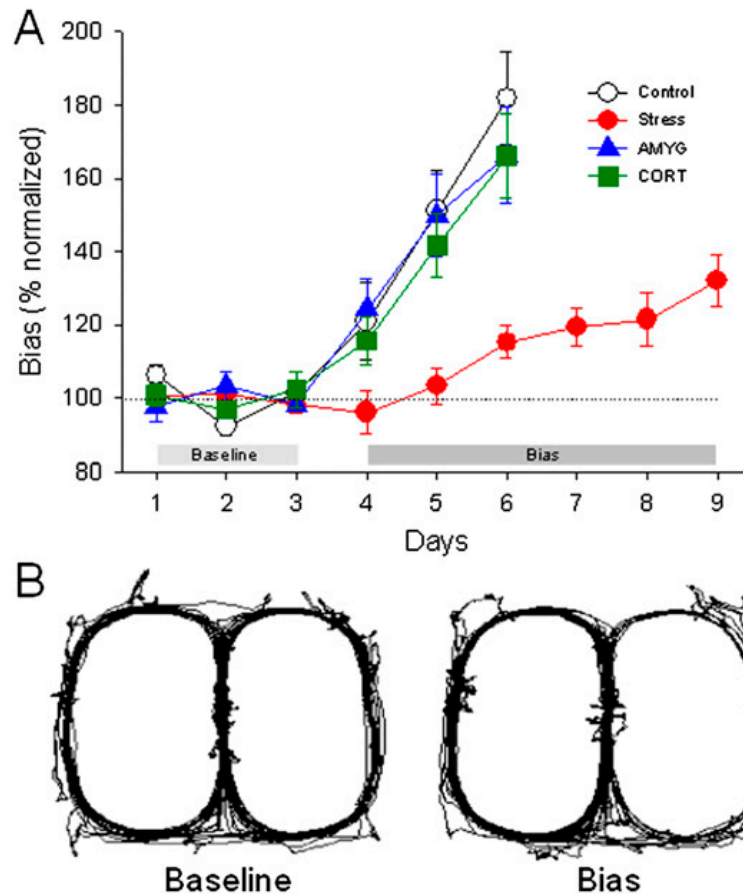 A
200
180
160
140
120
100
80
Bias (% normalized)
Control
Stress
AMYG
CORT
Baseline
Bias
1 2 3 4 5 6 7 8 9
Days
B
Baseline
Bias